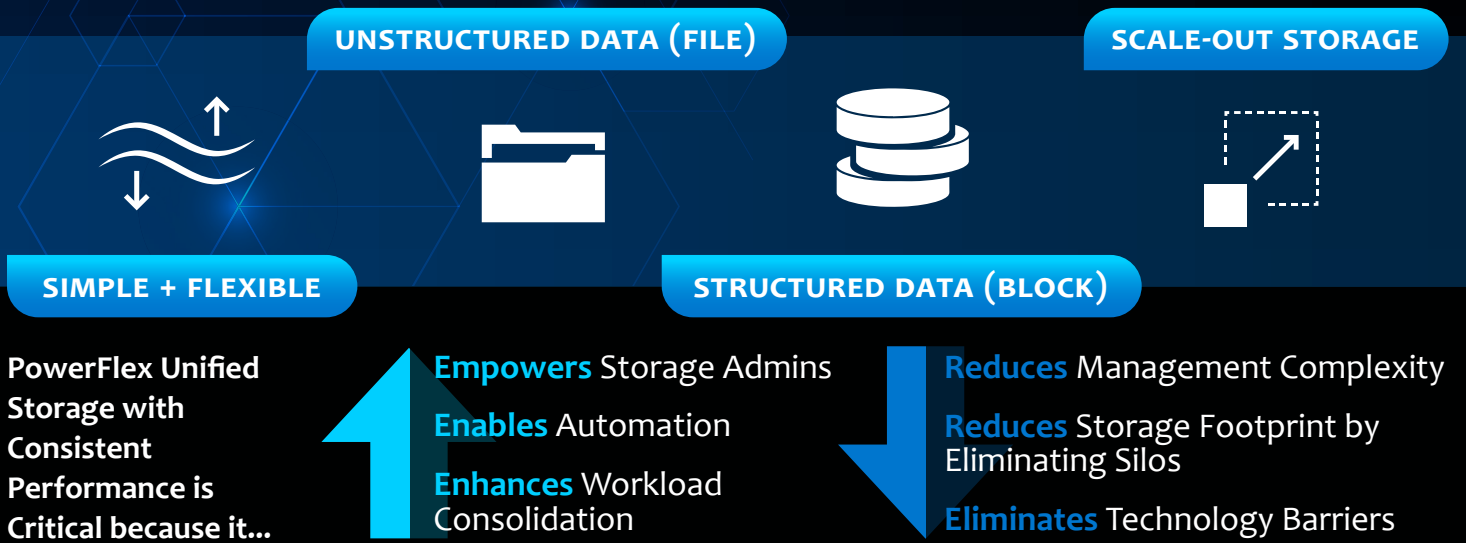 UNSTRUCTURED DATA (FILE)
SCALE-OUT STORAGE
SIMPLE + FLEXIBLE
STRUCTURED DATA (BLOCK)
PowerFlex Unified
Storage with
Consistent
Performance is
Critical because it...
Empowers Storage Admins
Enables Automation
Enhances Workload
Consolidation
Reduces Management Complexity
Reduces Storage Footprint by
Eliminating Silos
Eliminates Technology Barriers